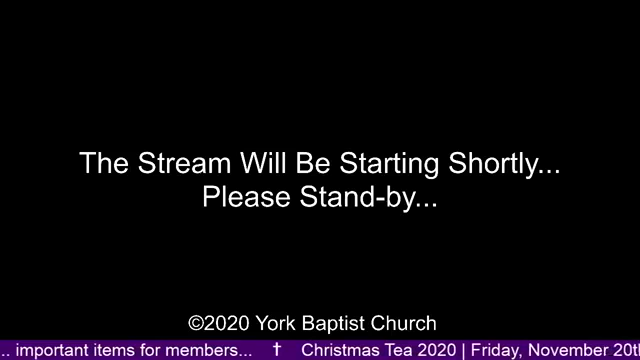 The Stream Will Be Starting Shortly...
Please Stand-by...
©2020 York Baptist Church
.. important items for members... ✝ Christmas Tea 2020 | Friday, November 20th